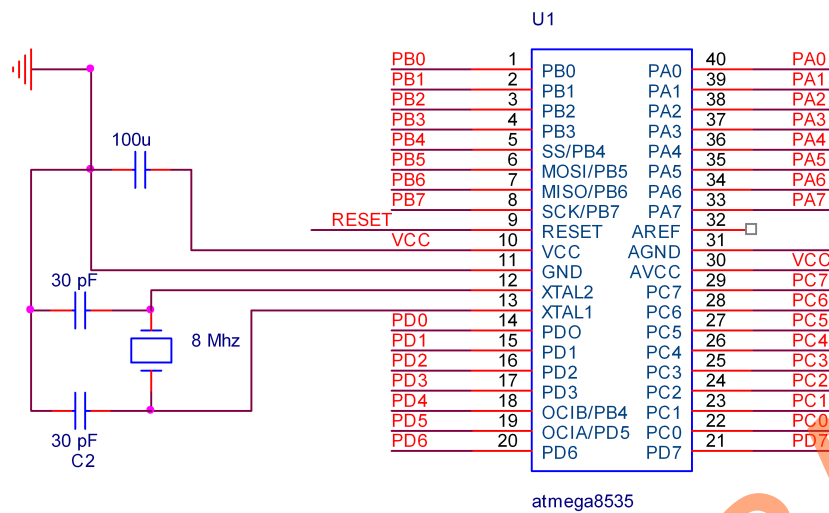 U1
PB0 1 PB0 PA0 40 PA0
PB1 2 PB1 PA1 39 PA1
PB2 3 PB2 PA2 38 PA2
PB3 4 PB3 PA3 37 PA3
100u
PB4 5 SS/PB4 PA4 36 PA4
PB5 6 MOSI/PB5 PA5 35 PA5
PB6 7 MISO/PB6 PA6 34 PA6
PB7 8 SCK/PB7 PA7 33 PA7
RESET 9 RESET AREF 32
VCC 10 VCC AGND 31
11 GND AVCC 30 VCC
30 pF
12 XTAL2 PC7 29 PC7
13 XTAL1 PC6 28 PC6
PD0 14 PDO PC5 27 PC5
8 Mhz
PD1 15 PD1 PC4 26 PC4
PD2 16 PD2 PC3 25 PC3
PD3 17 PD3 PC2 24 PC2
PD4 18 OCIB/PB4 PC1 23 PC1
PD5 19 OCIA/PD5 PC0 22 PC0
PD6 20 PD6 PD7 21 PD7
30 pF
C2
atmega8535